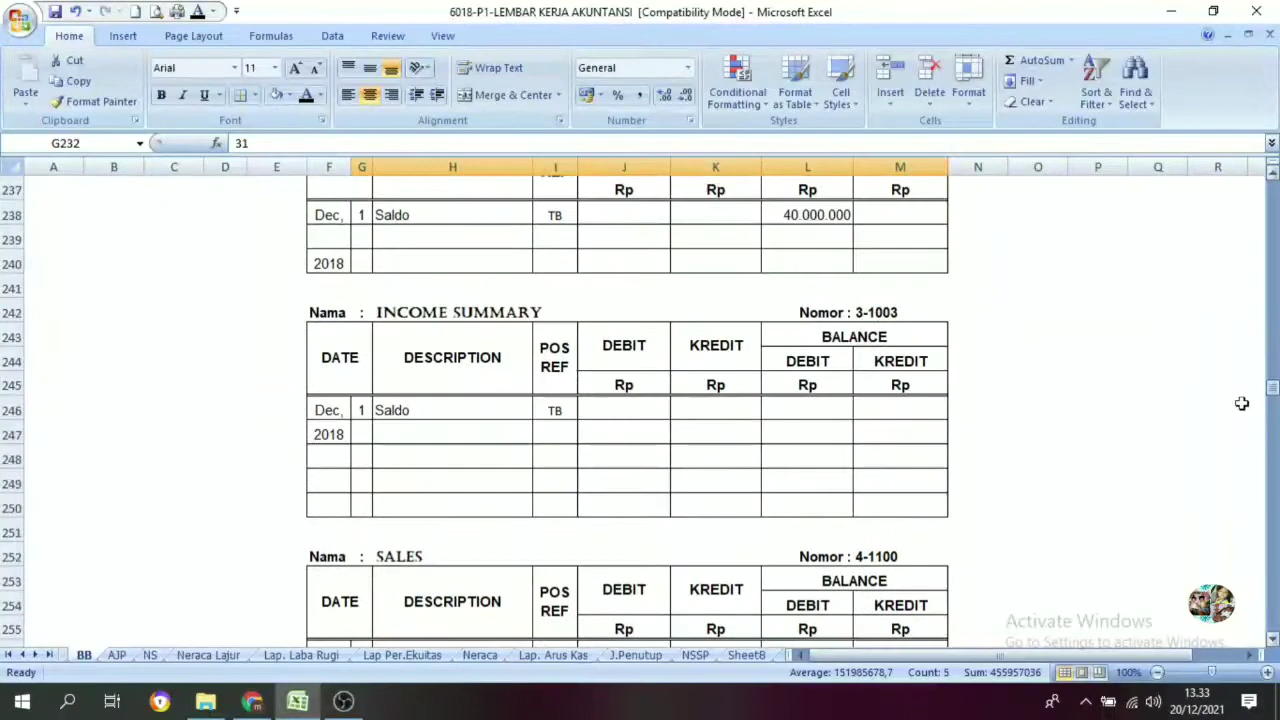 6018-P1-LEMBAR KERJA AKUNTANSI [Compatibility Mode] - Microsoft Excel
Home Insert Page Layout Formulas Data Review View
Paste Cut Copy Format Painter Clipboard
Arial 11 B I U Font
Wrap Text Merge & Center Alignment
General % , Number
Conditional Formatting Format as Table Cell Styles Styles
Insert Delete Format Cells
Σ AutoSum Fill Clear Sort & Filter Find & Select Editing
G232 fx 31
A B C D E F G H I J K L M N O P Q R
237 Rp Rp Rp Rp
238 Dec, 1 Saldo TB 40.000.000
239
240 2018
241
242 Nama : INCOME SUMMARY Nomor : 3-1003
243 DATE DESCRIPTION POS REF DEBIT KREDIT BALANCE
244 DEBIT KREDIT
245 Rp Rp Rp Rp
246 Dec, 1 Saldo TB
247 2018
248
249
250
251
252 Nama : SALES Nomor : 4-1100
253 DATE DESCRIPTION POS REF DEBIT KREDIT BALANCE
254 DEBIT KREDIT
255 Rp Rp Rp Rp
Activate Windows
Go to Settings to activate Windows.
BB AJP NS Neraca Lajur Lap. Laba Rugi Lap Per.Ekuitas Neraca Lap. Arus Kas J.Penutup NSSP Sheet8
Ready Average: 151985678,7 Count: 5 Sum: 455957036 100%
13.33
20/12/2021